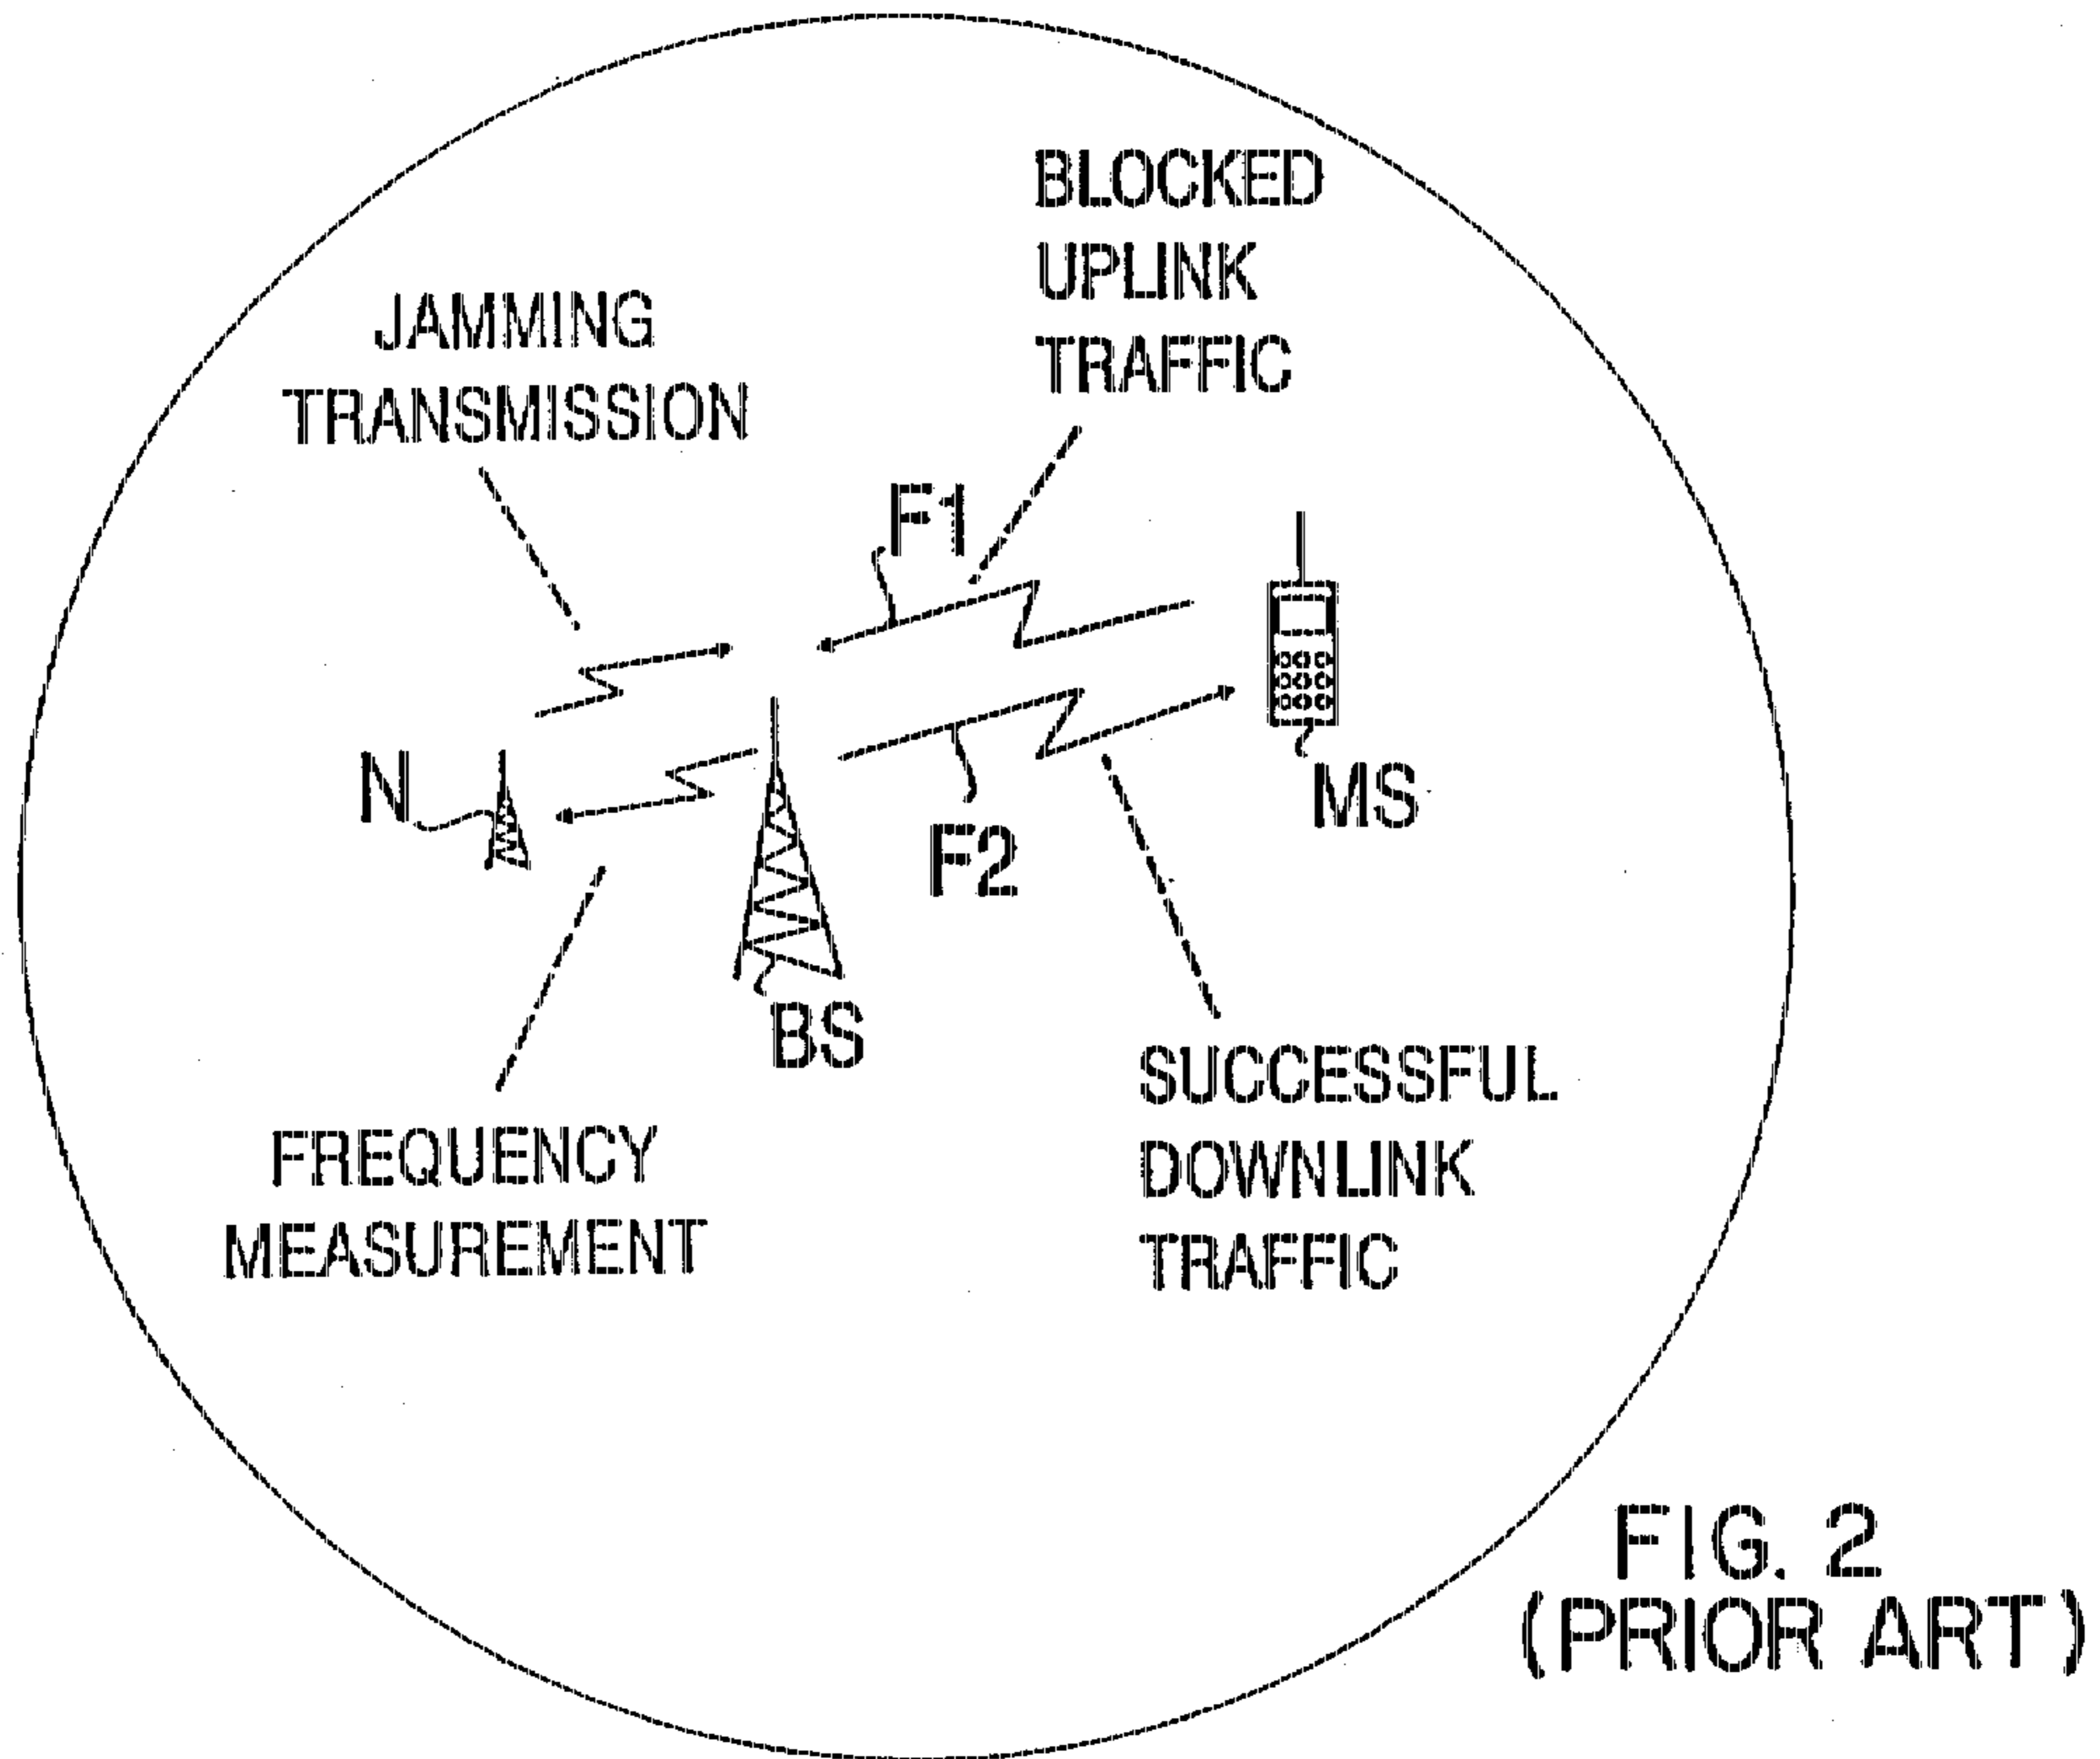 BLOCKED
UPLINK
TRAFFIC
JAMMING
TRANSMISSION
F1
N
MS
F2
BS
SUCCESSFUL
DOWNLINK
TRAFFIC
FREQUENCY
MEASUREMENT
FIG. 2
(PRIOR ART)